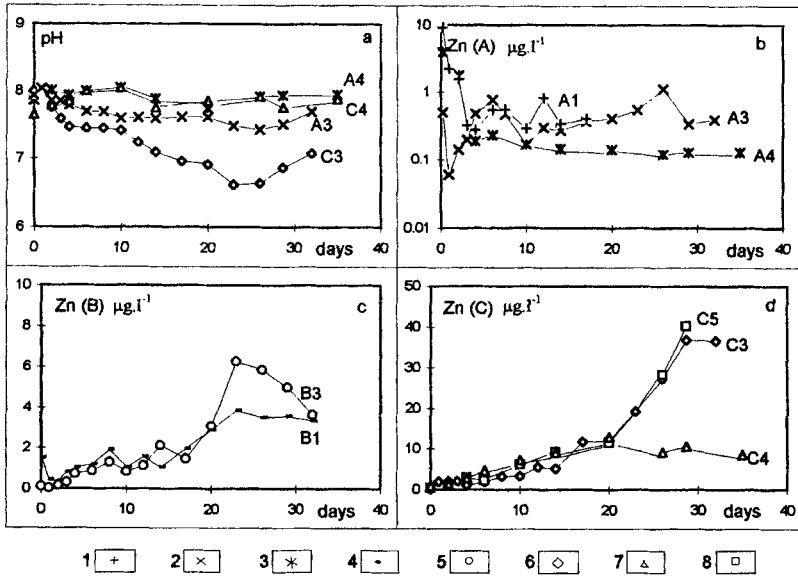 9
pH
a
8
7
6
A4
C4
A3
C3
0 10 20 30 40
days
10
Zn (A) µg.l⁻¹
b
1
0.1
0.01
A1
A3
A4
0 10 20 30 40
days
10
Zn (B) µg.l⁻¹
c
8
6
4
2
0
B3
B1
0 10 20 30 40
days
50
Zn (C) µg.l⁻¹
d
40
30
20
10
0
C5
C3
C4
0 10 20 30 40
days
1 2 3 4 5 6 7 8